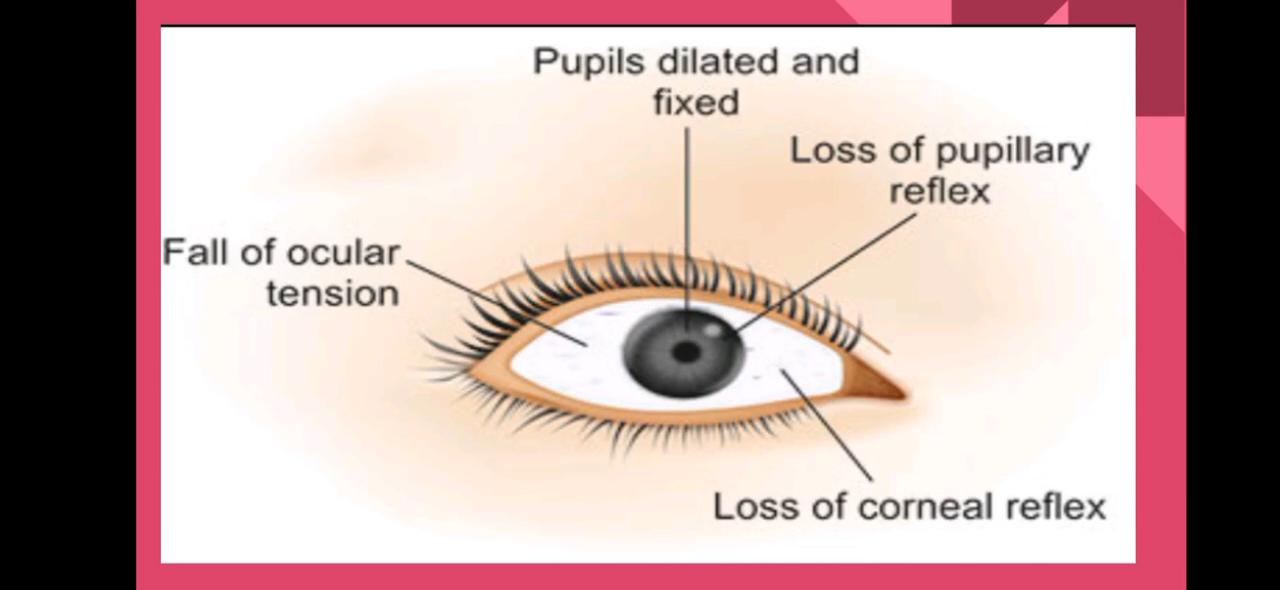 Pupils dilated and
fixed
Loss of pupillary
reflex
Fall of ocular
tension
Loss of corneal reflex